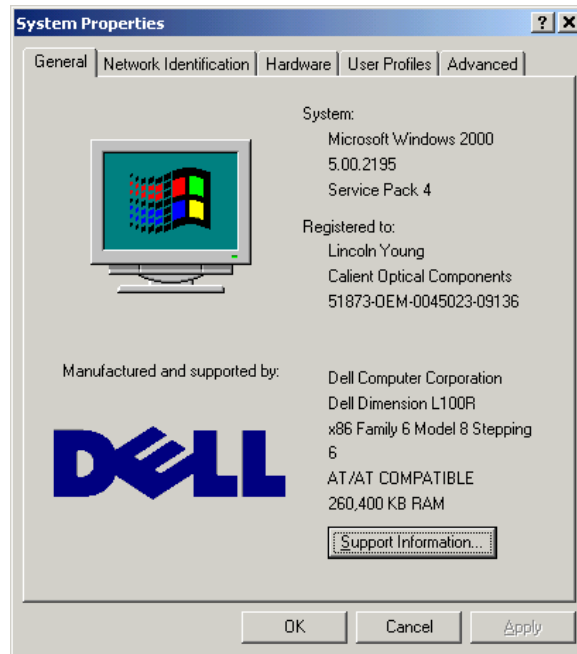 System Properties
General
Network Identification
Hardware
User Profiles
Advanced
System:
Microsoft Windows 2000
5.00.2195
Service Pack 4
Registered to:
Lincoln Young
Calient Optical Components
51873-OEM-0045023-09136
Manufactured and supported by:
DELL
Dell Computer Corporation
Dell Dimension L100R
x86 Family 6 Model 8 Stepping
6
AT/AT COMPATIBLE
260,400 KB RAM
Support Information...
OK
Cancel
Apply